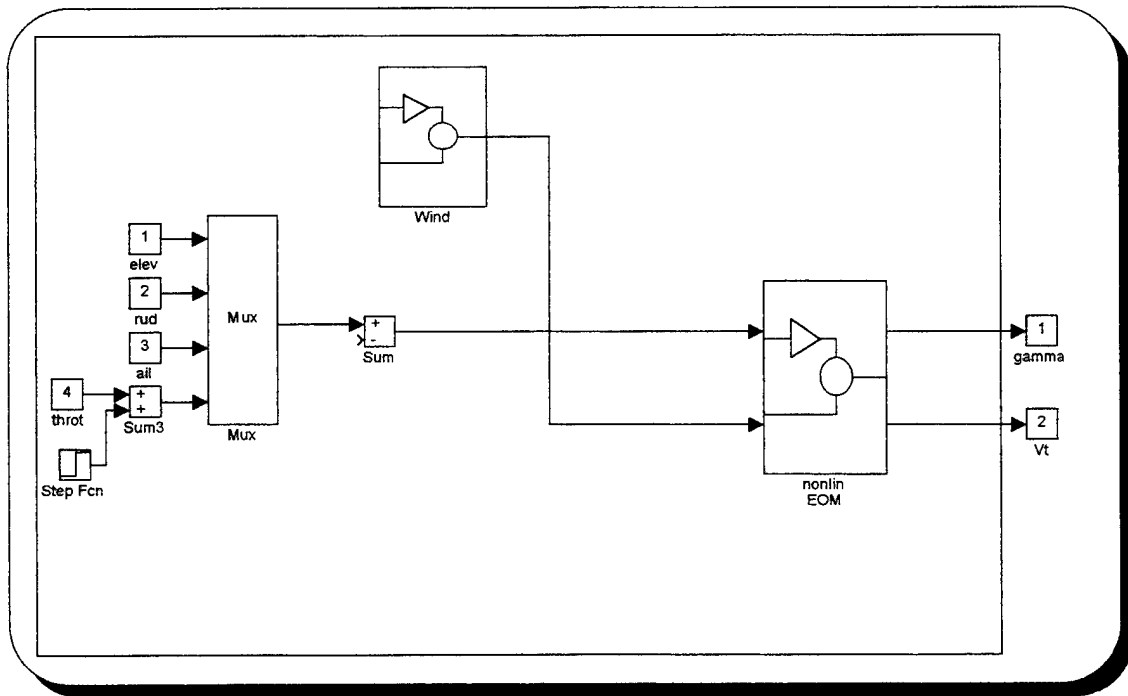 Wind
1
elev
2
rud
3
ail
4
throt
+
+
Sum3
Step Fcn
Mux
Mux
+
-
Sum
nonlin
EOM
1
gamma
2
Vt